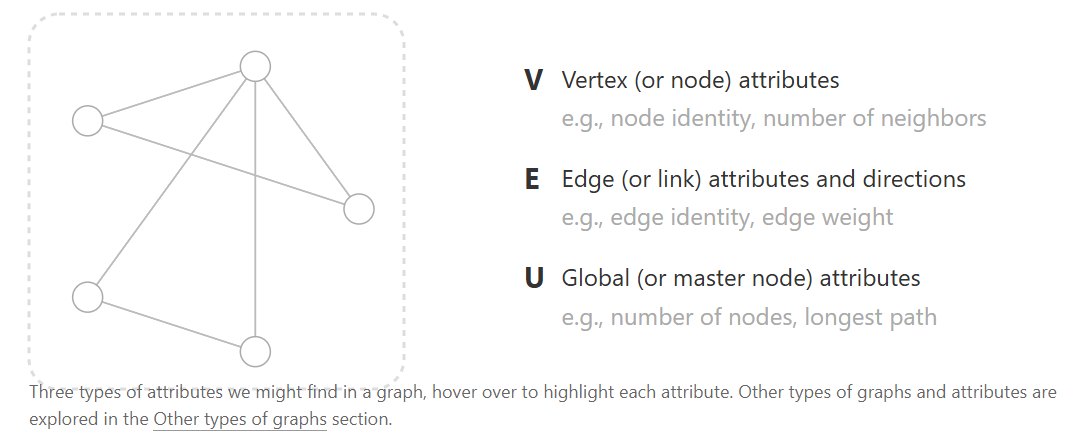 V Vertex (or node) attributes
e.g., node identity, number of neighbors
E Edge (or link) attributes and directions
e.g., edge identity, edge weight
U Global (or master node) attributes
e.g., number of nodes, longest path
Three types of attributes we might find in a graph, hover over to highlight each attribute. Other types of graphs and attributes are
explored in the Other types of graphs section.